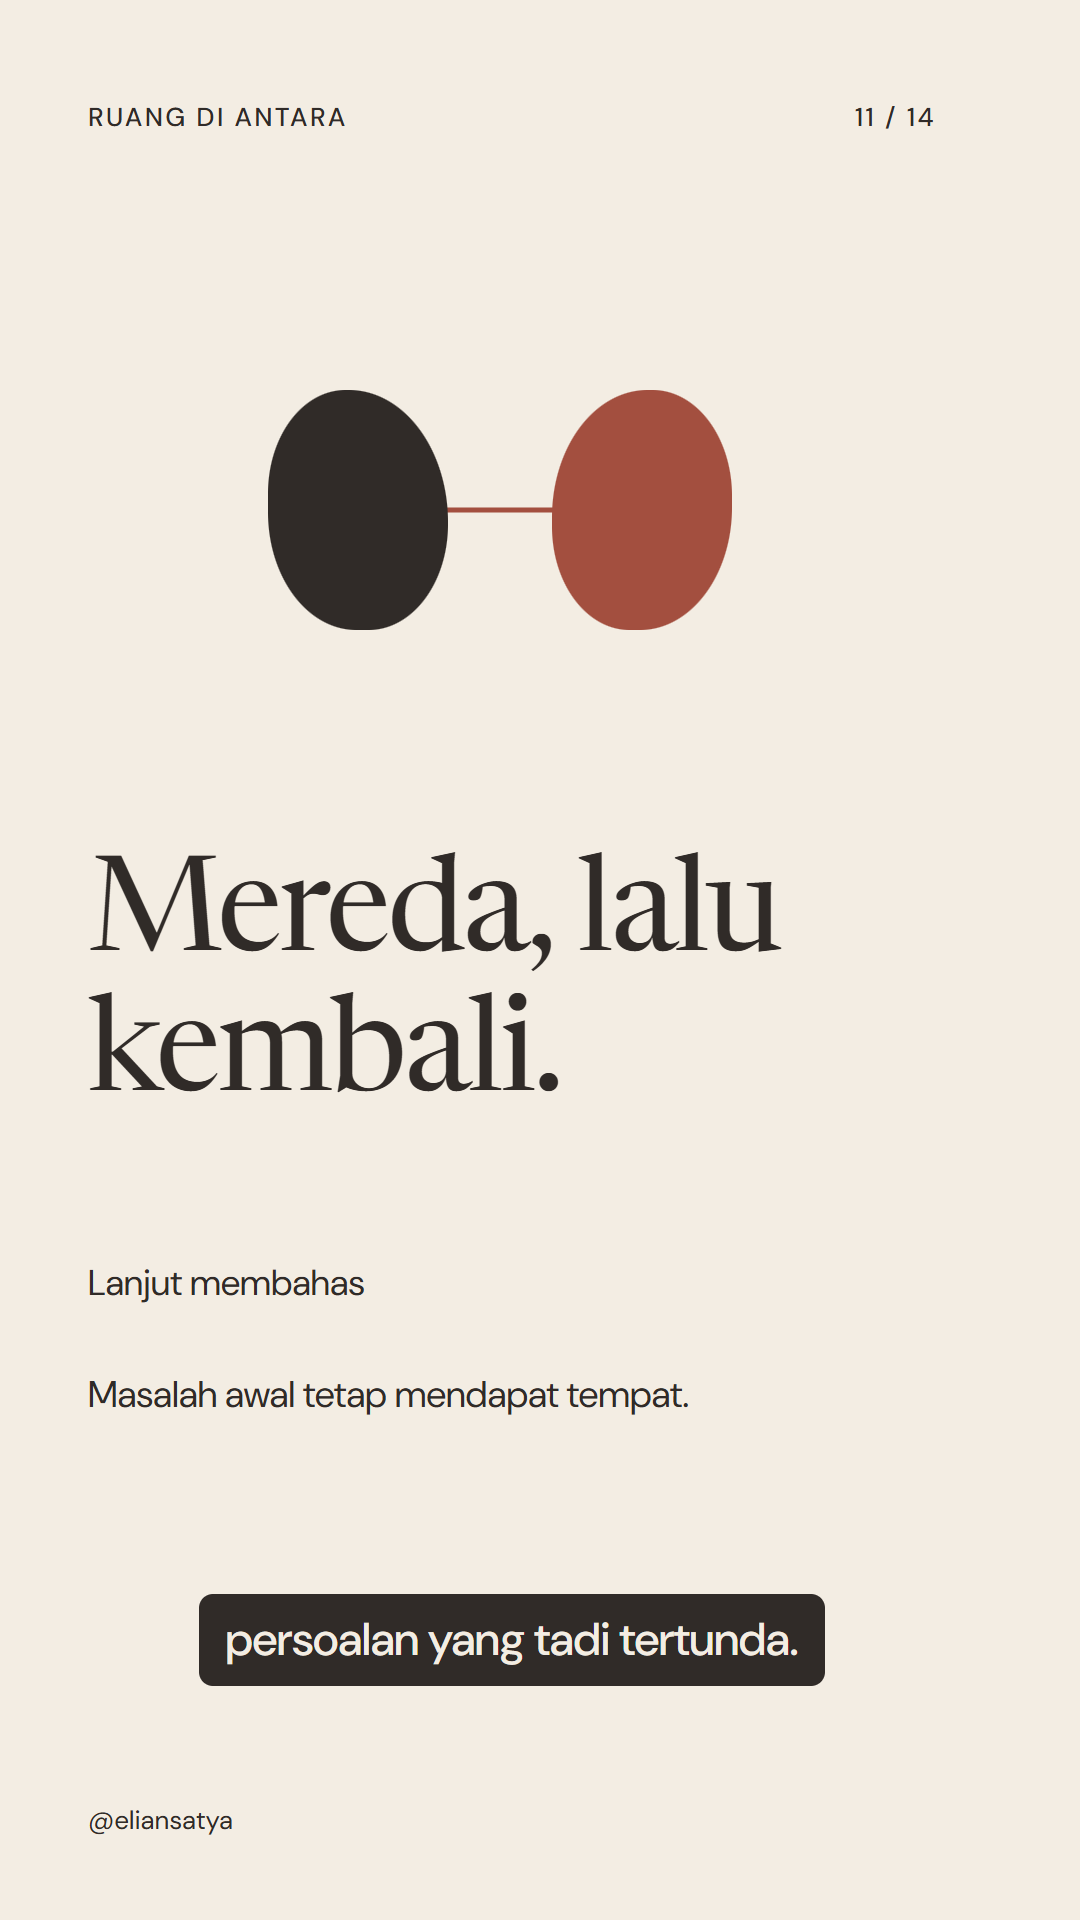 RUANG DI ANTARA
11 / 14
Mereda, lalu
kembali.
Lanjut membahas
Masalah awal tetap mendapat tempat.
persoalan yang tadi tertunda.
@eliansatya